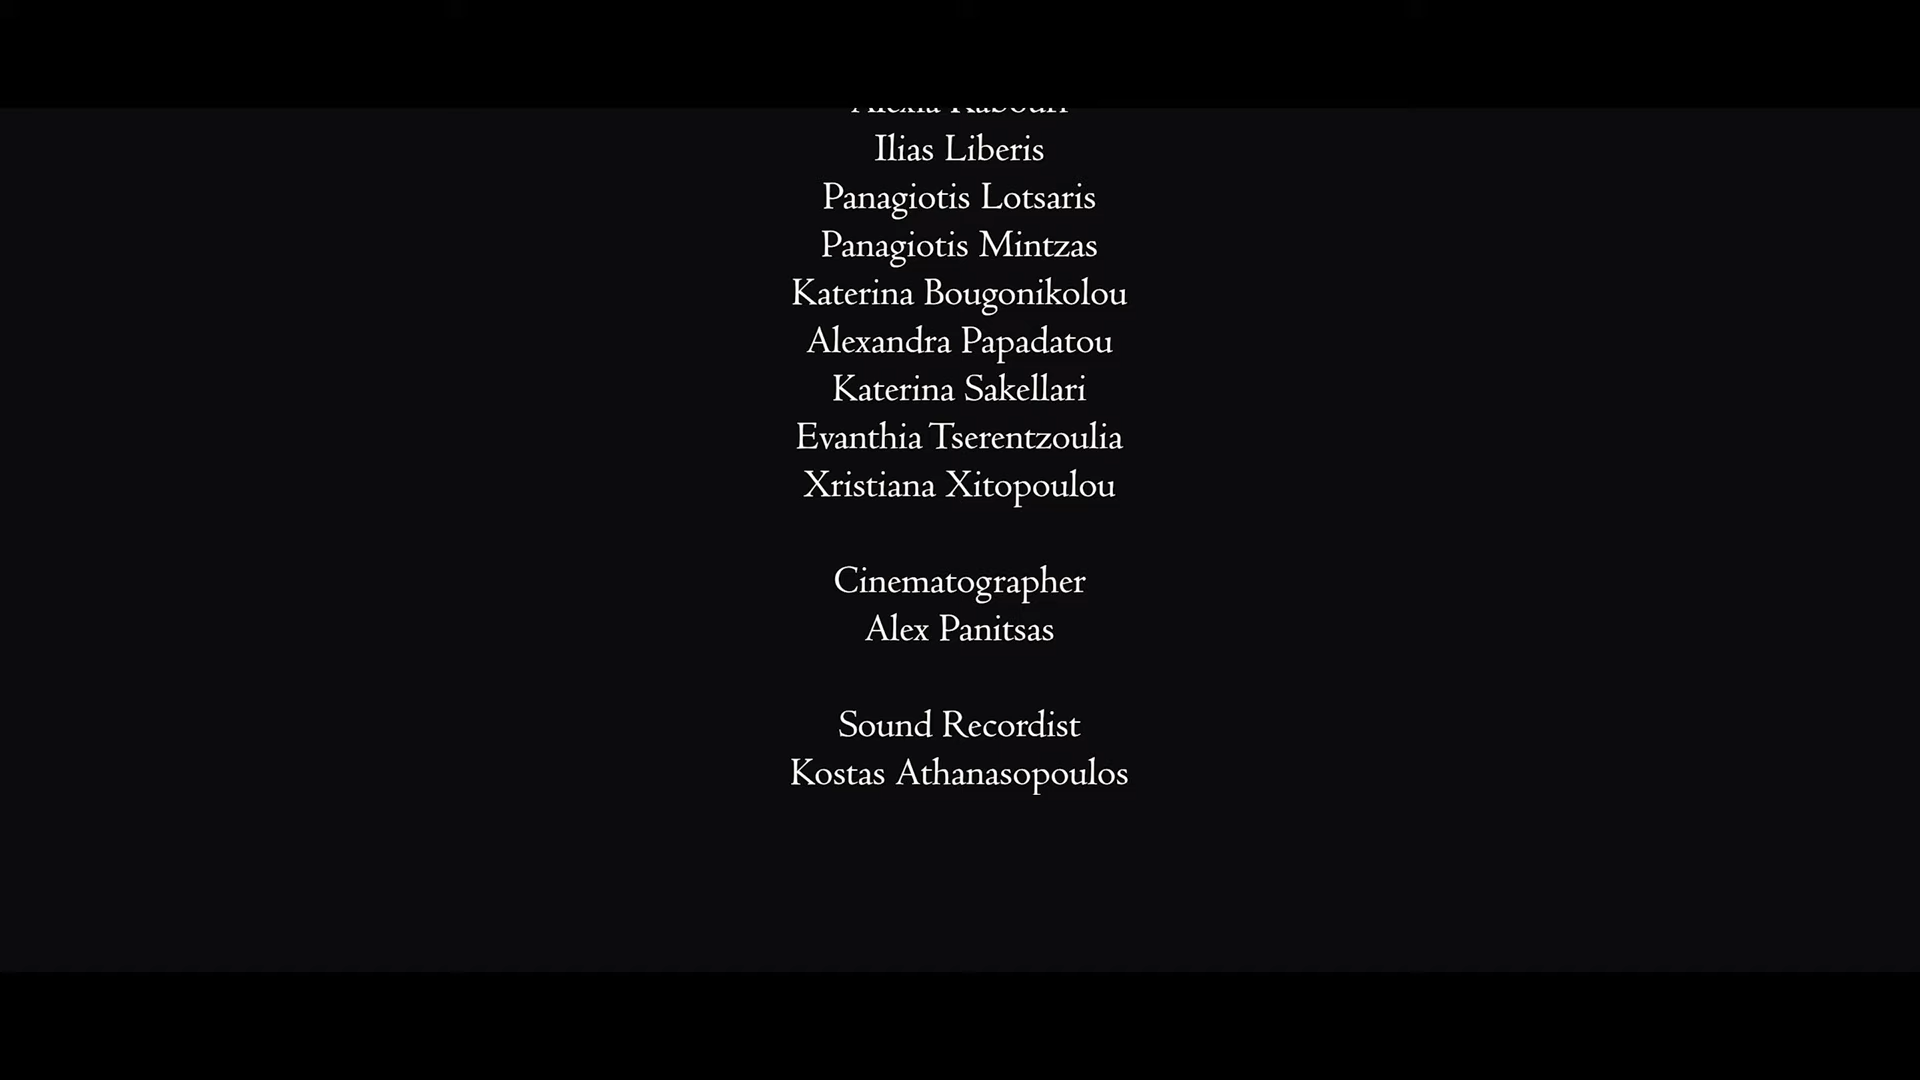 Ilias Liberis
Panagiotis Lotsaris
Panagiotis Mintzas
Katerina Bougonikolou
Alexandra Papadatou
Katerina Sakellari
Evanthia Tserentzoulia
Xristiana Xitopoulou
Cinematographer
Alex Panitsas
Sound Recordist
Kostas Athanasopoulos